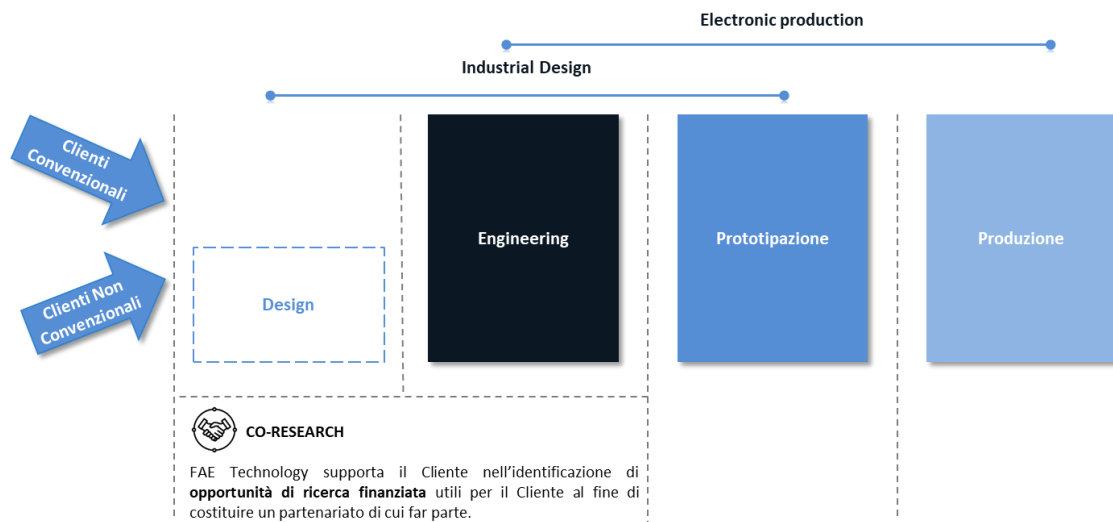 Electronic production
Industrial Design
Clienti
Convenzionali
Clienti Non
Convenzionali
Design
Engineering
Prototipazione
Produzione
CO-RESEARCH
FAE Technology supporta il Cliente nell'identificazione di
opportunità di ricerca finanziata utili per il Cliente al fine di
costituire un partenariato di cui far parte.